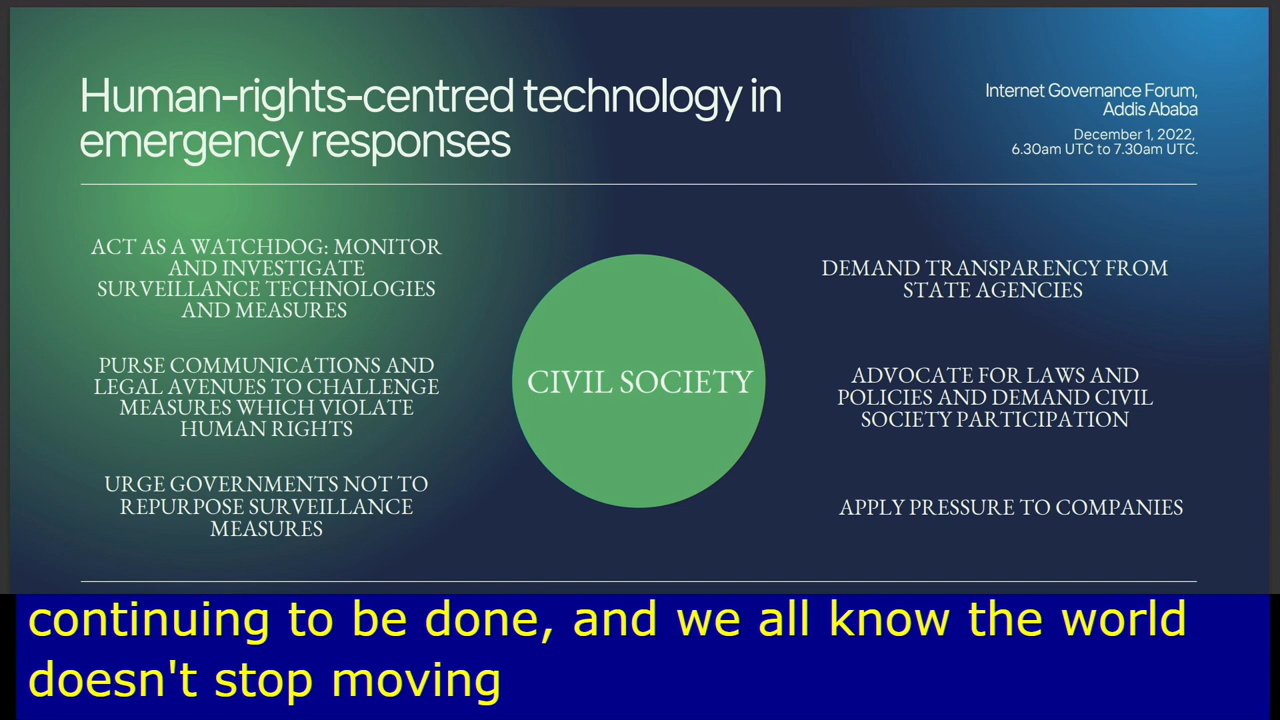 Human-rights-centred technology in
emergency responses
Internet Governance Forum,
Addis Ababa
December 1, 2022,
6.30am UTC to 7.30am UTC.
ACT AS A WATCHDOG: MONITOR
AND INVESTIGATE
SURVEILLANCE TECHNOLOGIES
AND MEASURES
PURSE COMMUNICATIONS AND
LEGAL AVENUES TO CHALLENGE
MEASURES WHICH VIOLATE
HUMAN RIGHTS
URGE GOVERNMENTS NOT TO
REPURPOSE SURVEILLANCE
MEASURES
CIVIL SOCIETY
DEMAND TRANSPARENCY FROM
STATE AGENCIES
ADVOCATE FOR LAWS AND
POLICIES AND DEMAND CIVIL
SOCIETY PARTICIPATION
APPLY PRESSURE TO COMPANIES
continuing to be done, and we all know the world
doesn't stop moving